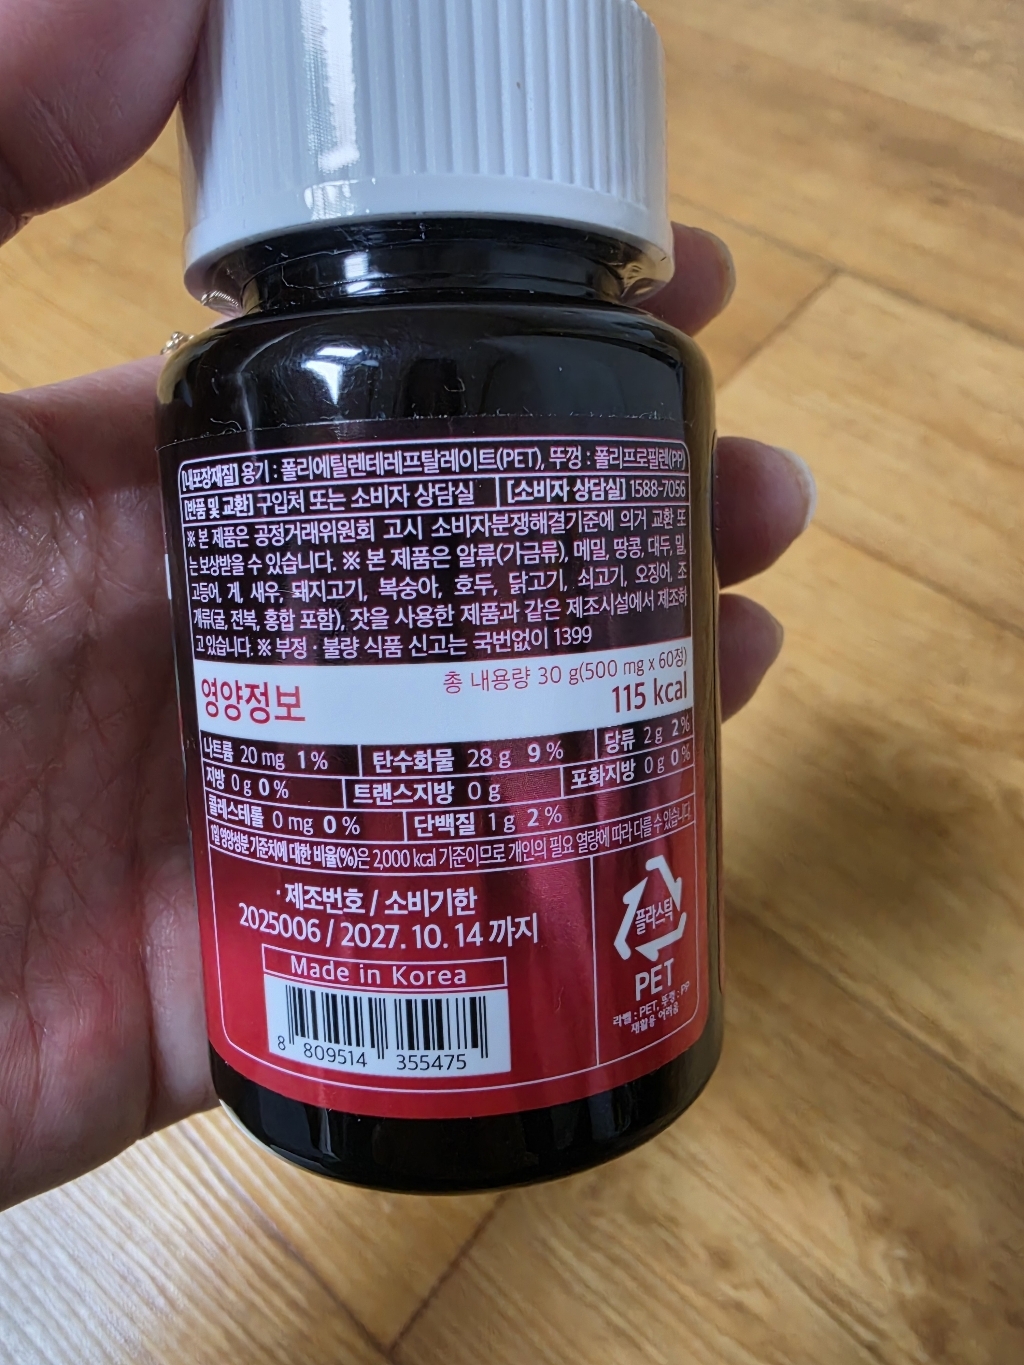 [내포장재질] 용기 : 폴리에틸렌테레프탈레이트(PET), 뚜껑 : 폴리프로필렌(PP)
[반품 및 교환] 구입처 또는 소비자 상담실 [소비자 상담실] 1588-7056
※ 본 제품은 공정거래위원회 고시 소비자분쟁해결기준에 의거 교환 또
는 보상받을 수 있습니다. ※ 본 제품은 알류(가금류), 메밀, 땅콩, 대두, 밀,
고등어, 게, 새우, 돼지고기, 복숭아, 호두, 닭고기, 쇠고기, 오징어, 조
개류(굴, 전복, 홍합 포함), 잣을 사용한 제품과 같은 제조시설에서 제조하
고 있습니다. ※ 부정 · 불량 식품 신고는 국번없이 1399
영양정보
총 내용량 30 g(500 mg x 60정)
115 kcal
나트륨 20 mg 1 % 탄수화물 28 g 9 % 당류 2 g 2 %
지방 0 g 0 % 트랜스지방 0 g 포화지방 0 g 0 %
콜레스테롤 0 mg 0 % 단백질 1 g 2 %
1일 영양성분 기준치에 대한 비율(%)은 2,000 kcal 기준이므로 개인의 필요 열량에 따라 다를 수 있습니다.
· 제조번호 / 소비기한
2025006 / 2027. 10. 14 까지
Made in Korea
8 809514 355475
플라스틱
PET
라벨 : PET, 뚜껑 : PP
재활용 어려움